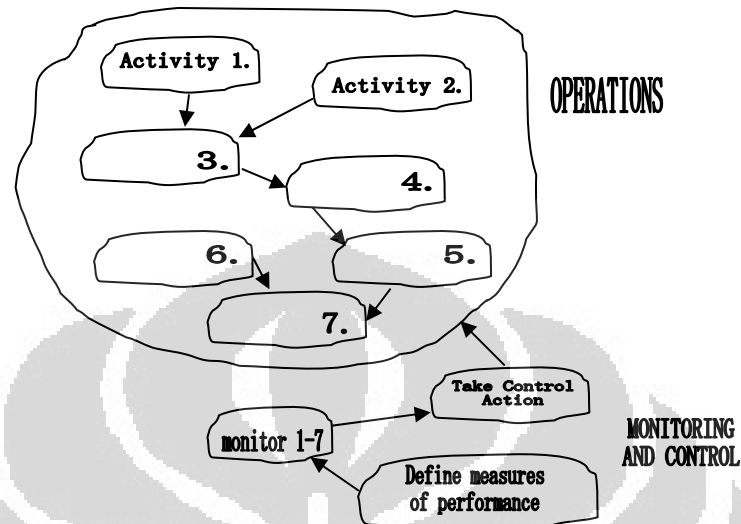 Activity 1.
Activity 2.
OPERATIONS
3.
4.
6.
5.
7.
Take Control
Action
monitor 1-7
MONITORING
AND CONTROL
Define measures
of performance